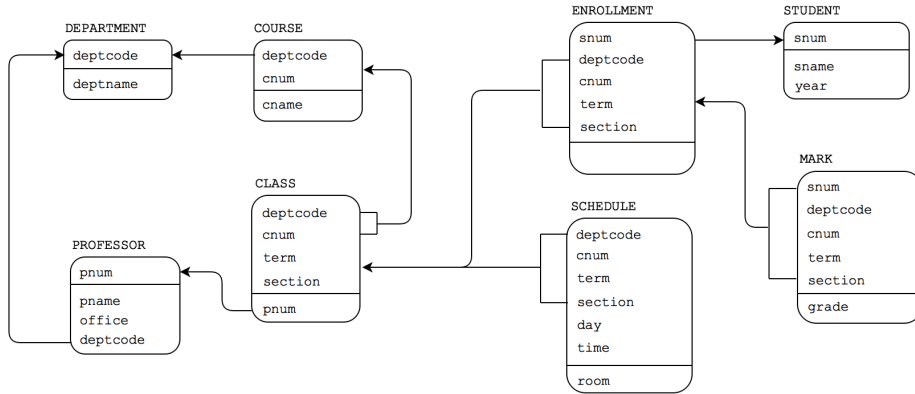 DEPARTMENT
deptcode
deptname
COURSE
deptcode
cnum
cname
ENROLLMENT
snum
deptcode
cnum
term
section
STUDENT
snum
sname
year
CLASS
deptcode
cnum
term
section
pnum
PROFESSOR
pnum
pname
office
deptcode
SCHEDULE
deptcode
cnum
term
section
day
time
room
MARK
snum
deptcode
cnum
term
section
grade